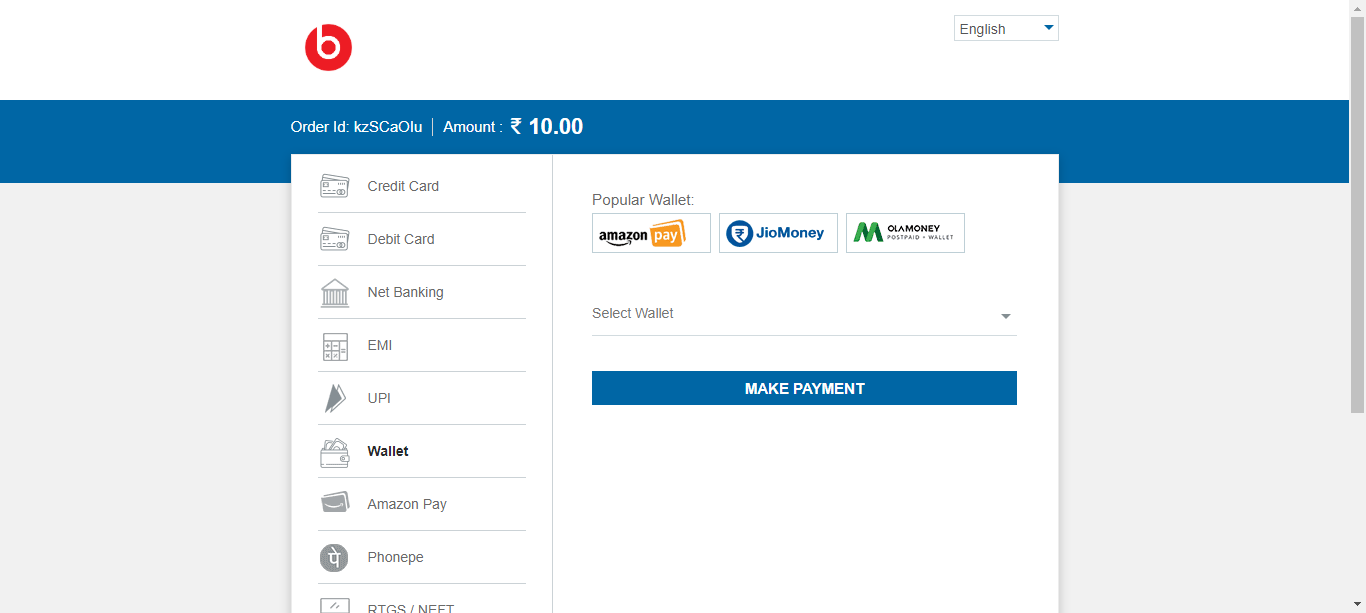 b
English
Order Id: kzSCaOIu | Amount : ₹ 10.00
Credit Card
Debit Card
Net Banking
EMI
UPI
Wallet
Amazon Pay
Phonepe
RTGS / NEFT
Popular Wallet:
amazon pay
JioMoney
OLAMONEY
POSTPAID + WALLET
Select Wallet
MAKE PAYMENT